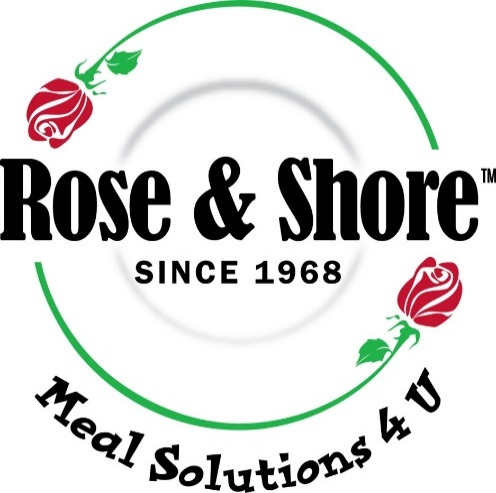 Rose & Shore™
SINCE 1968
Meal Solutions 4 U